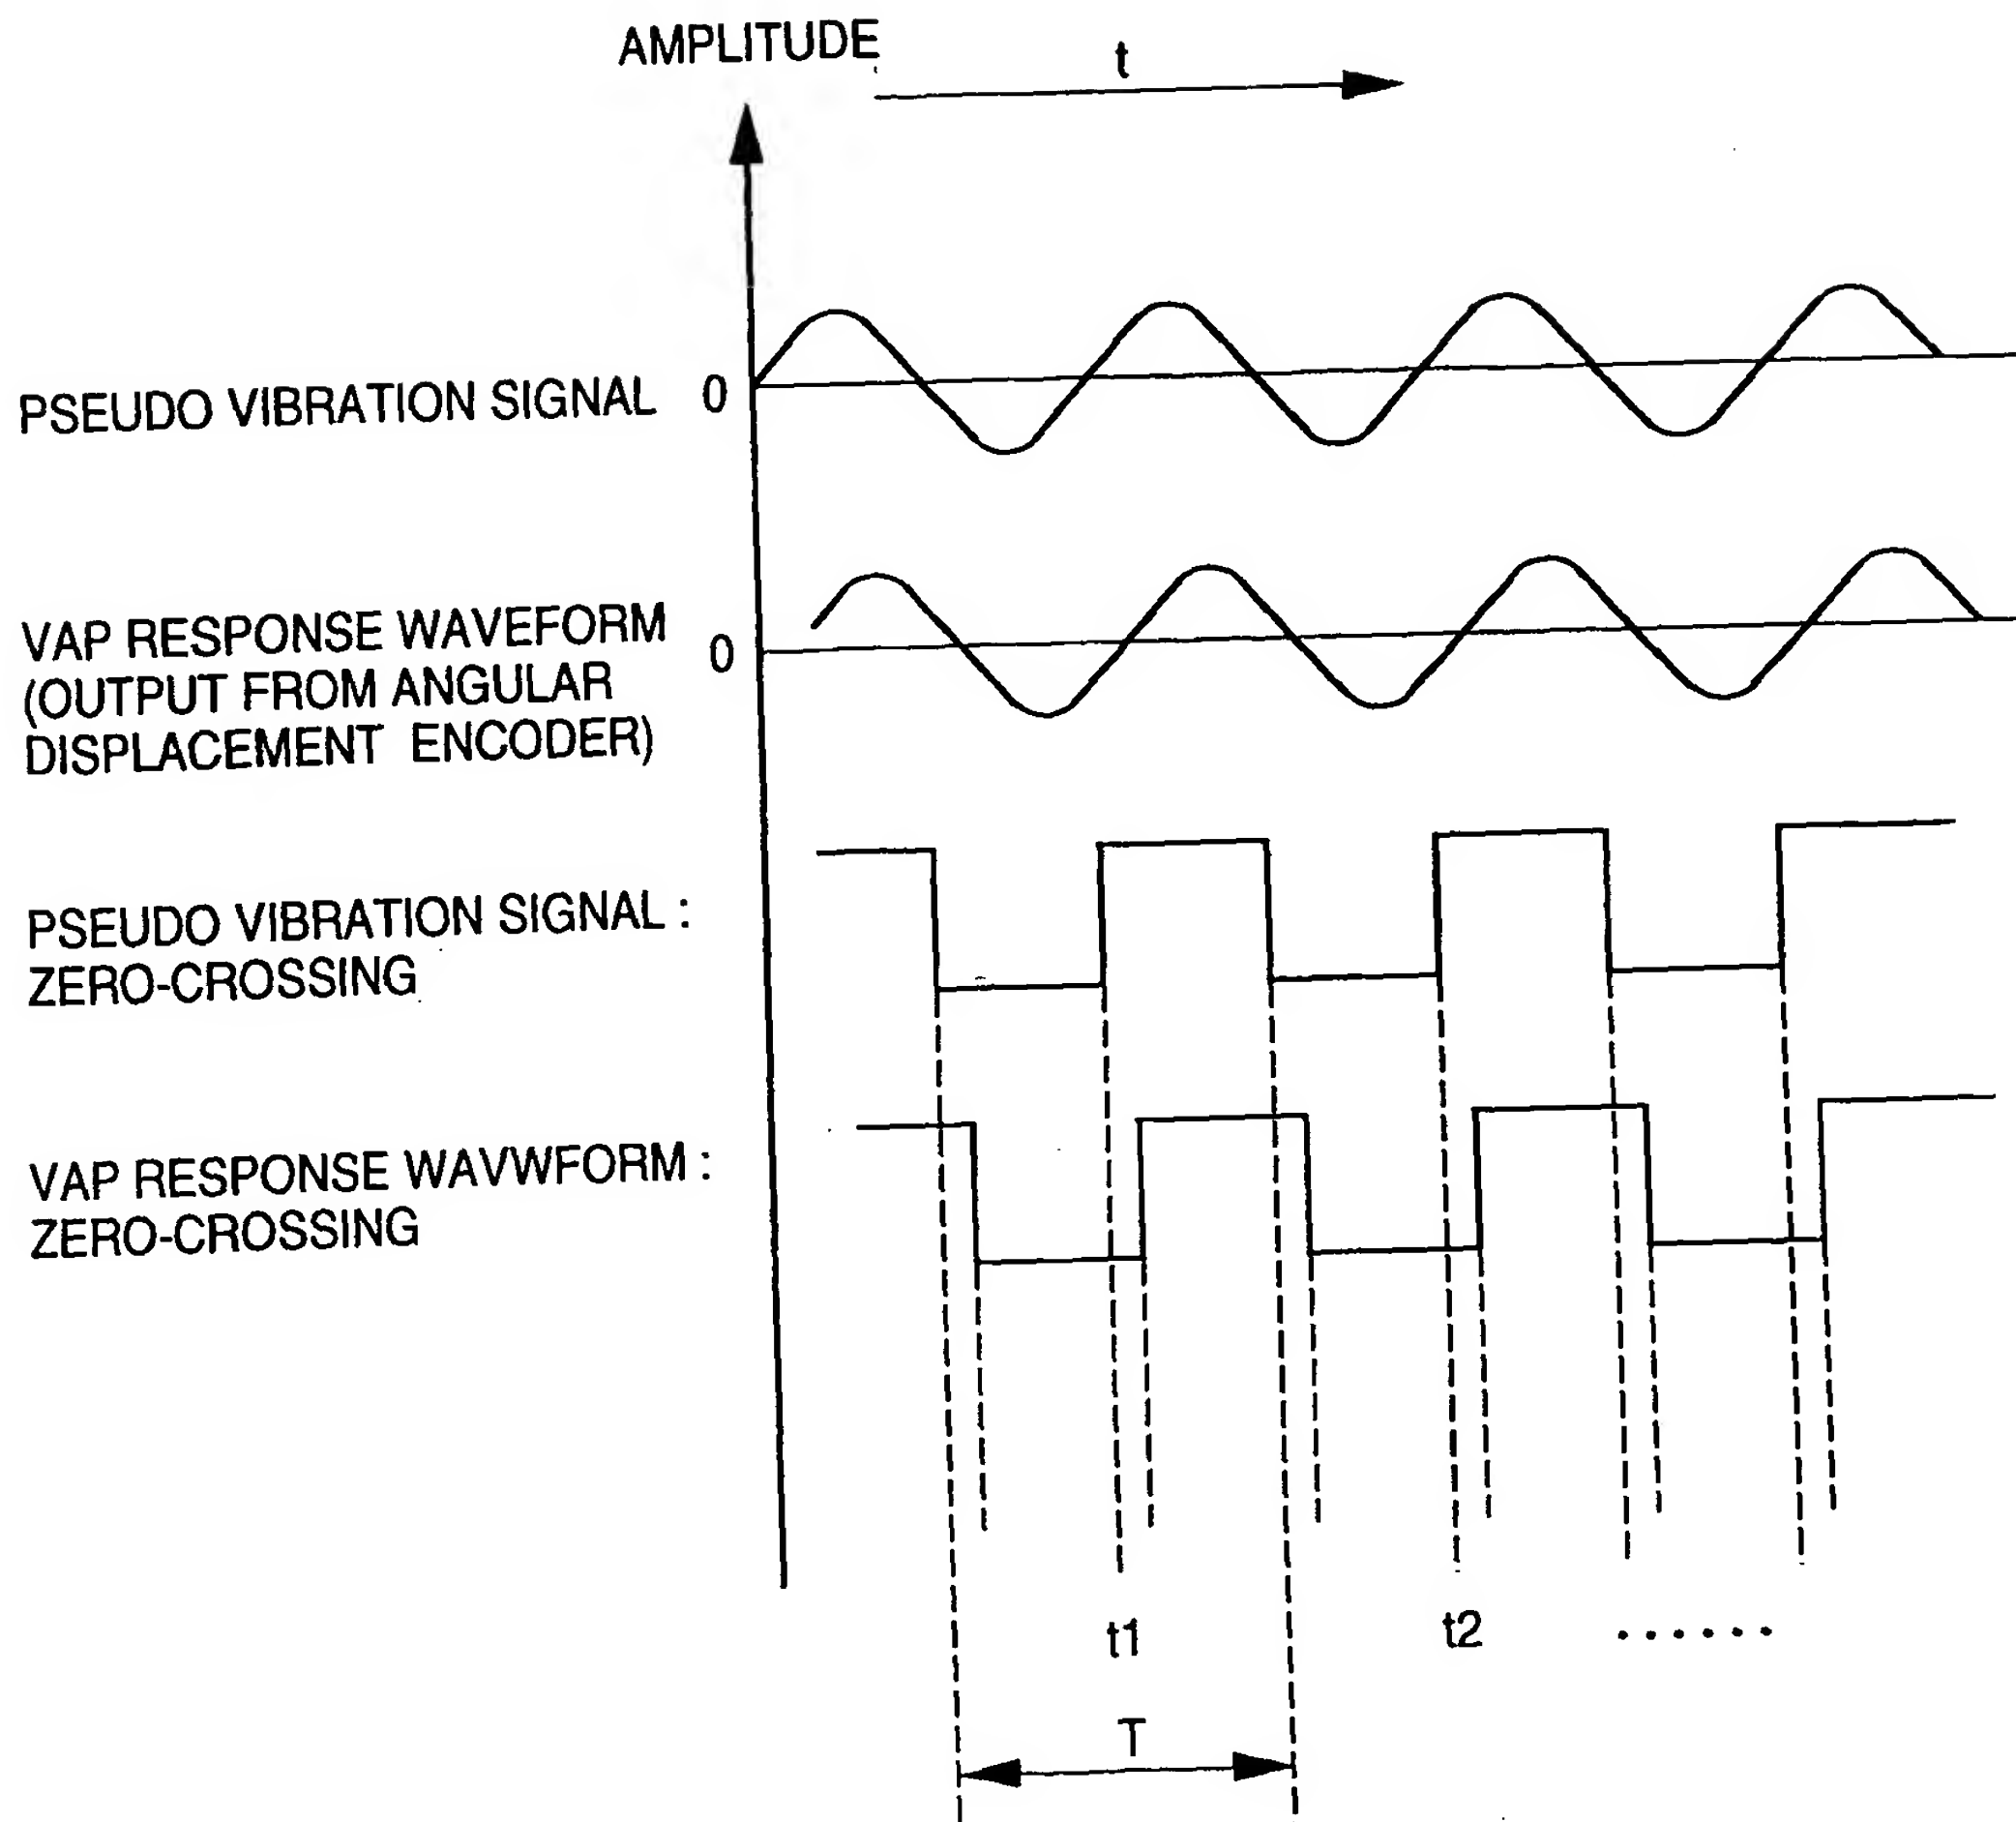 AMPLITUDE
t
PSEUDO VIBRATION SIGNAL 0
VAP RESPONSE WAVEFORM
(OUTPUT FROM ANGULAR
DISPLACEMENT ENCODER)
0
PSEUDO VIBRATION SIGNAL :
ZERO-CROSSING
VAP RESPONSE WAVWFORM :
ZERO-CROSSING
t1 t2 ......
T